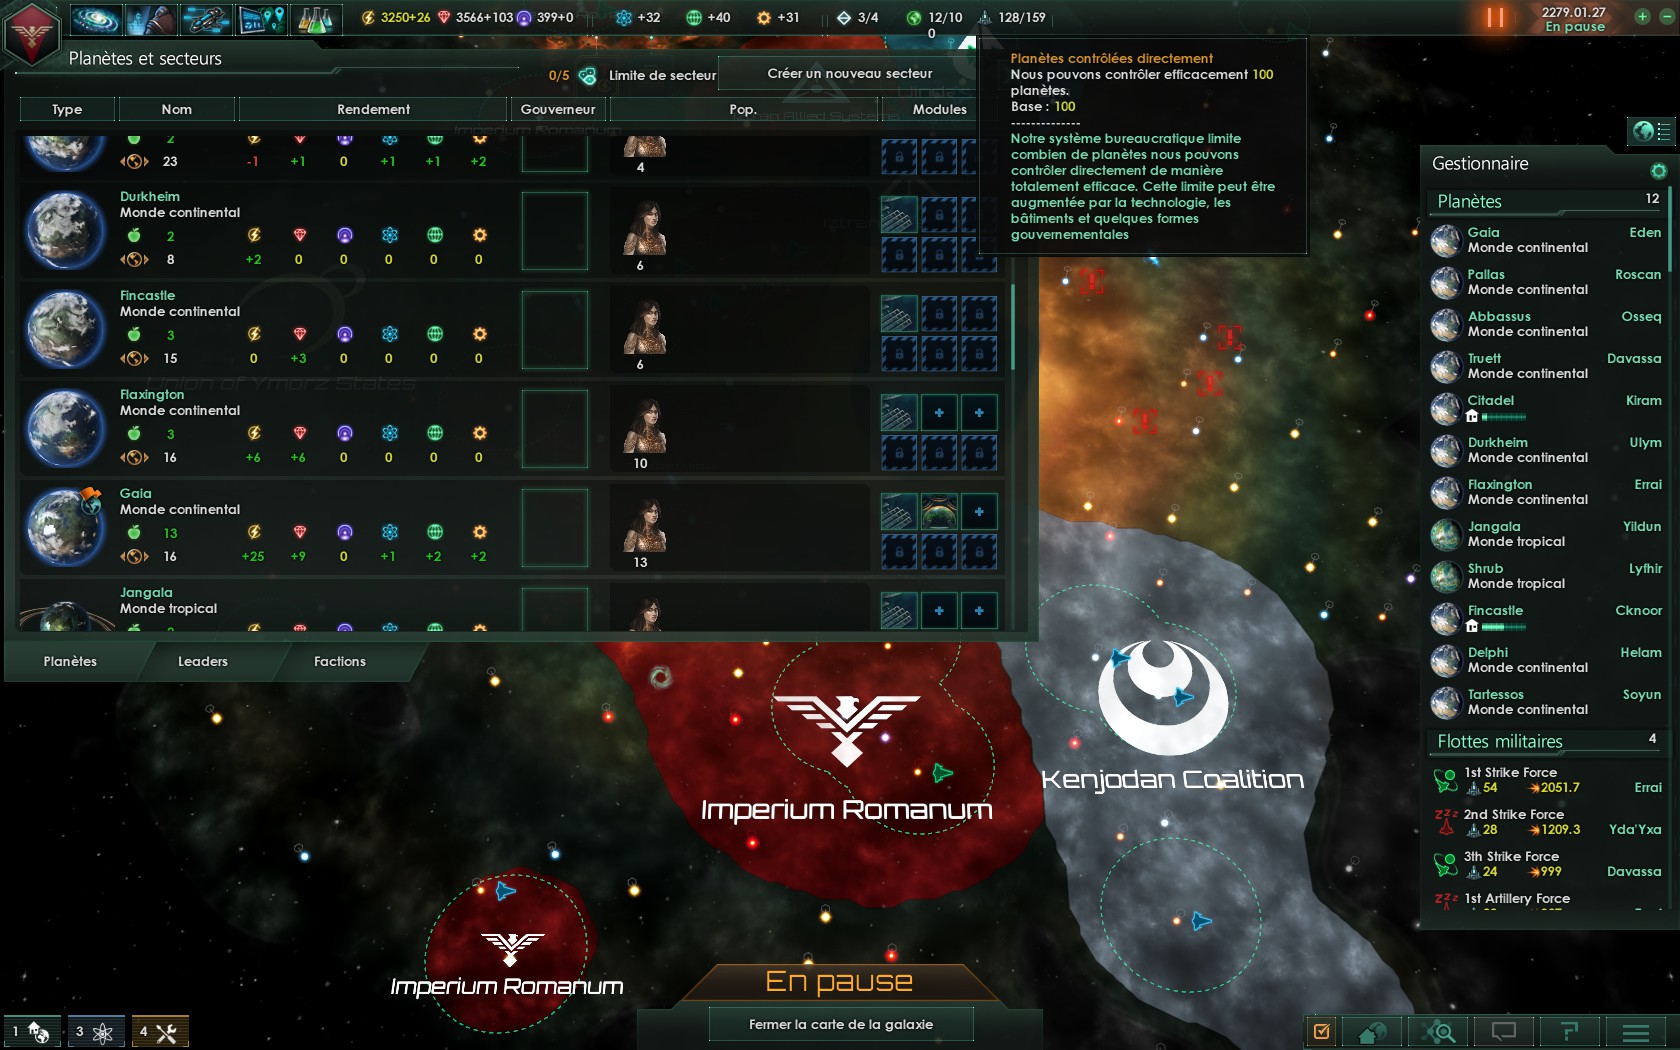 3250+26
3566+103
399+0
+32
+40
+31
3/4
12/10
0
128/159
2279.01.27
En pause
Planètes et secteurs
0/5
Limite de secteur
Créer un nouveau secteur
Type
Nom
Rendement
Gouverneur
Pop.
Modules
2
23
-1
+1
0
+1
+1
+2
4
Durkheim
Monde continental
2
8
+2
0
0
0
0
0
6
Fincastle
Monde continental
3
15
0
+3
0
0
0
0
6
Union of Ymorz States
Flaxington
Monde continental
3
16
+6
+6
0
0
0
0
10
Gaia
Monde continental
13
16
+25
+9
0
+1
+2
+2
13
Jangala
Monde tropical
Planètes
Leaders
Factions
Planètes contrôlées directement
Nous pouvons contrôler efficacement 100
planètes.
Base : 100
--------------
Notre système bureaucratique limite
combien de planètes nous pouvons
contrôler directement de manière
totalement efficace. Cette limite peut être
augmentée par la technologie, les
bâtiments et quelques formes
gouvernementales
Gestionnaire
Planètes
12
Gaia
Eden
Monde continental
Pallas
Roscan
Monde continental
Abbassus
Osseq
Monde continental
Truett
Davassa
Monde continental
Citadel
Kiram
Durkheim
Ulym
Monde continental
Flaxington
Errai
Monde continental
Jangala
Yildun
Monde tropical
Shrub
Lyfhir
Monde tropical
Fincastle
Cknoor
Delphi
Helam
Monde continental
Tartessos
Soyun
Monde continental
Flottes militaires
4
1st Strike Force
54
2051.7
Errai
2nd Strike Force
28
1209.3
Yda'Yxa
3th Strike Force
24
999
Davassa
1st Artillery Force
Imperium Romanum
Kenjodan Coalition
Imperium Romanum
En pause
Fermer la carte de la galaxie
1
3
4